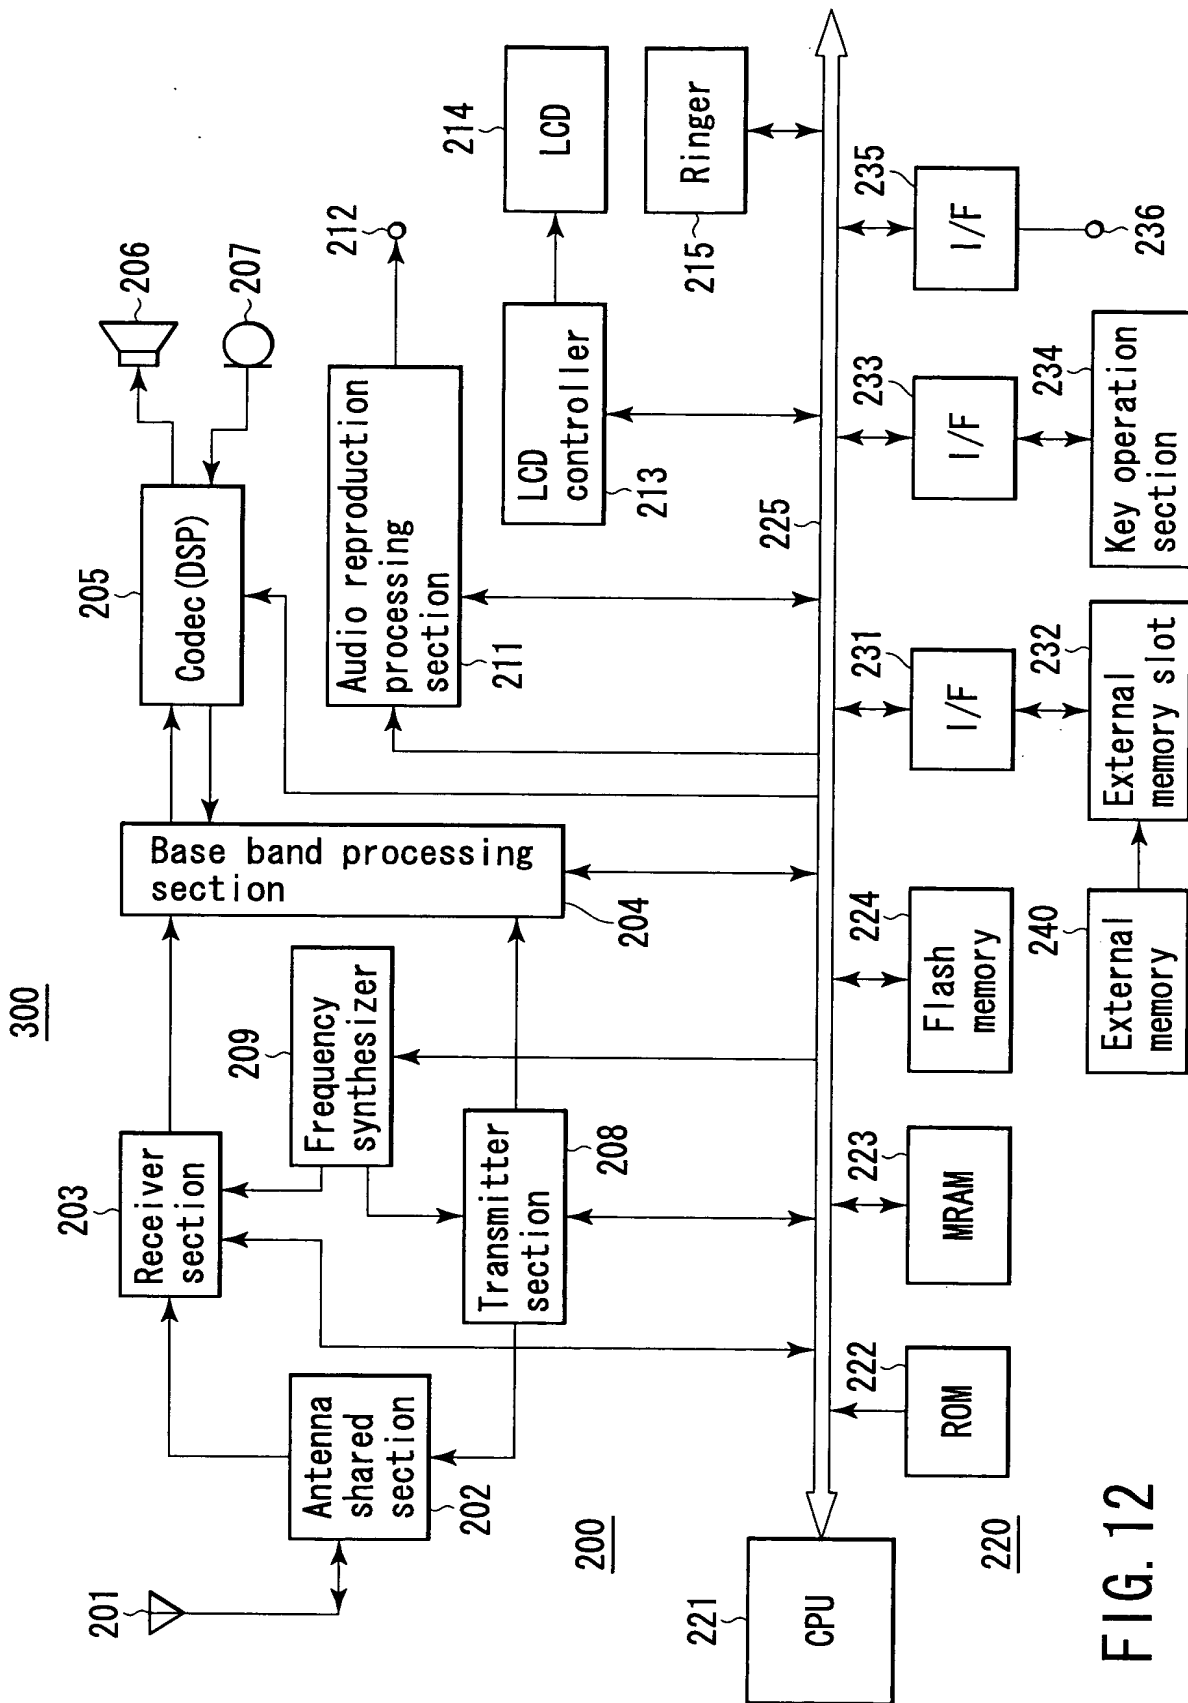 300
201
Antenna
shared
section
202
203
Receiver
section
209
Frequency
synthesizer
Transmitter
section
208
Base band processing
section
204
205
Codec(DSP)
206
207
Audio reproduction
processing
section
211
212
LCD
controller
213
214
LCD
Ringer
215
200
225
221
CPU
220
222
ROM
223
MRAM
224
Flash
memory
231
I/F
232
External
memory slot
240
External
memory
233
I/F
234
Key operation
section
235
I/F
236
FIG. 12